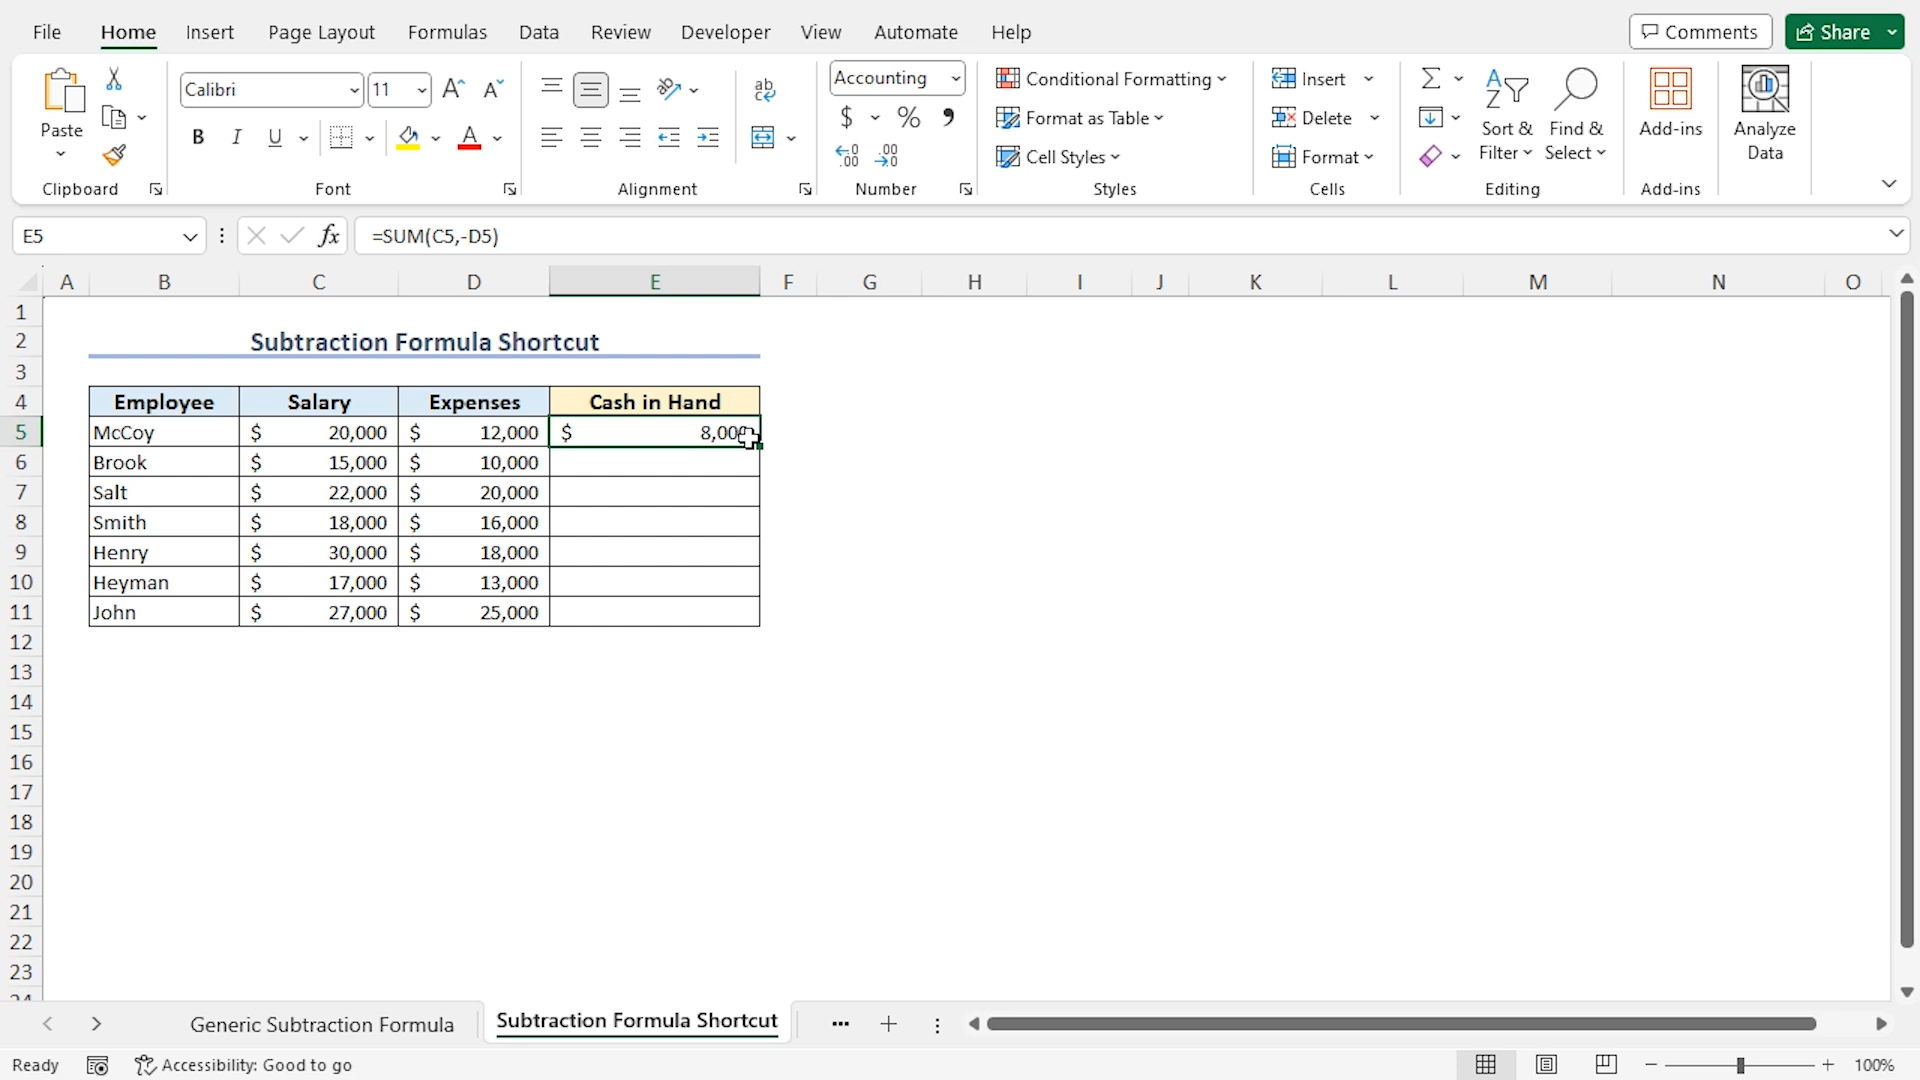 File Home Insert Page Layout Formulas Data Review Developer View Automate Help Comments Share
Paste
Clipboard
Calibri 11
B I U A
Font
ab
Alignment
Accounting
$ % ,
Number
Conditional Formatting
Format as Table
Cell Styles
Styles
Insert
Delete
Format
Cells
Sort & Filter
Find & Select
Editing
Add-ins
Add-ins
Analyze Data
E5 fx =SUM(C5,-D5)
A B C D E F G H I J K L M N O
1
2 Subtraction Formula Shortcut
3
4 Employee Salary Expenses Cash in Hand
5 McCoy $ 20,000 $ 12,000 $ 8,000
6 Brook $ 15,000 $ 10,000
7 Salt $ 22,000 $ 20,000
8 Smith $ 18,000 $ 16,000
9 Henry $ 30,000 $ 18,000
10 Heyman $ 17,000 $ 13,000
11 John $ 27,000 $ 25,000
12
13
14
15
16
17
18
19
20
21
22
23
24
Generic Subtraction Formula Subtraction Formula Shortcut
Ready Accessibility: Good to go 100%